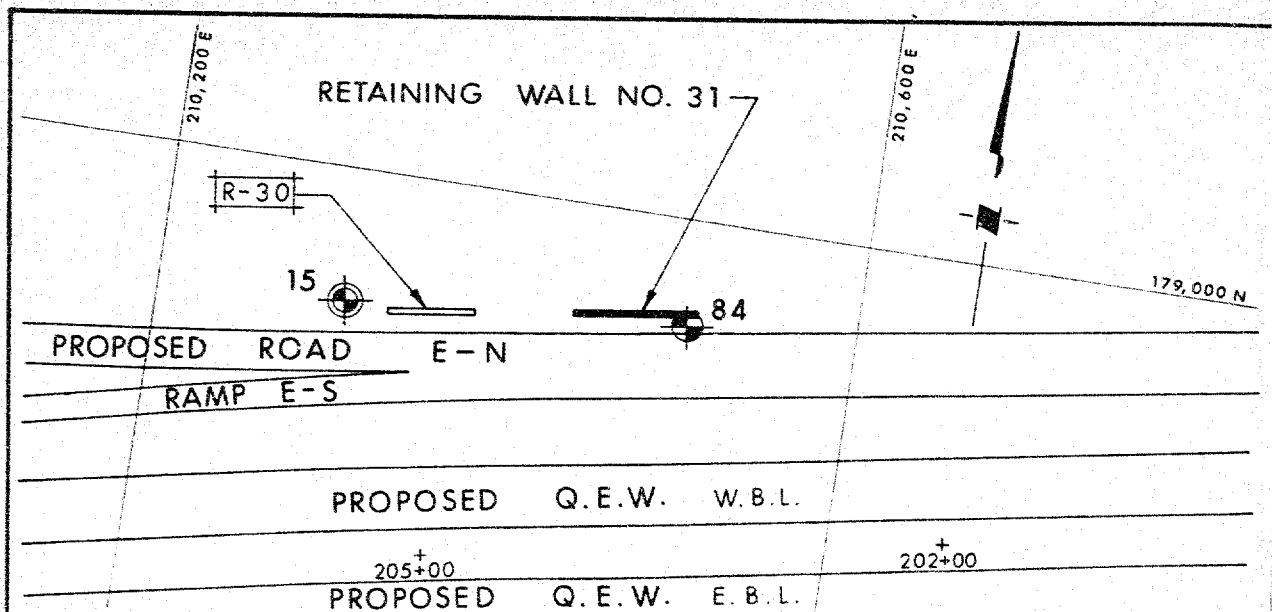 210,200 E
RETAINING WALL NO. 31
210,600 E
R-30
179,000 N
15
84
PROPOSED ROAD E-N
RAMP E-S
PROPOSED Q.E.W. W.B.L.
205+00
202+00
PROPOSED Q.E.W. E.B.L.